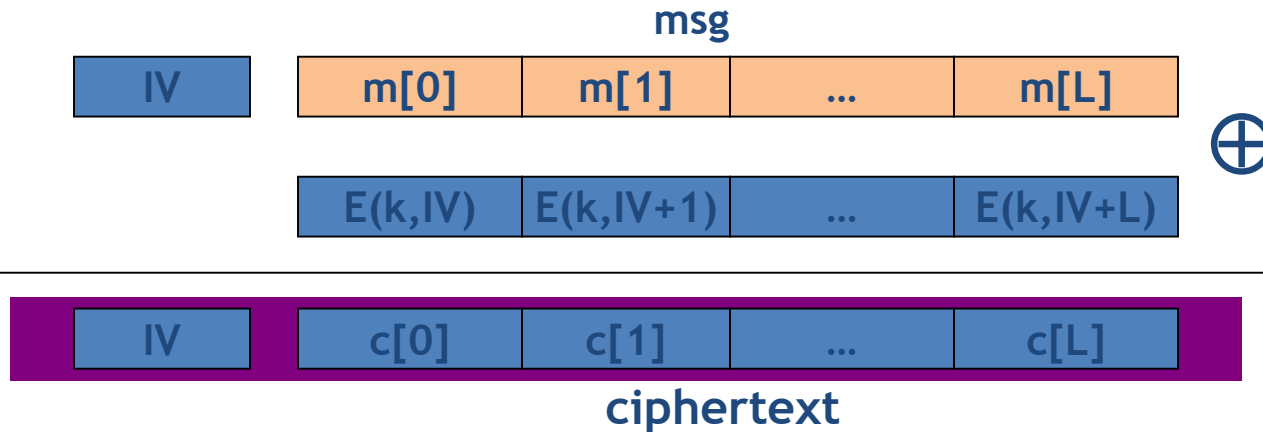 msg
IV m[0] m[1] … m[L]
E(k,IV) E(k,IV+1) … E(k,IV+L)
IV c[0] c[1] … c[L]
ciphertext